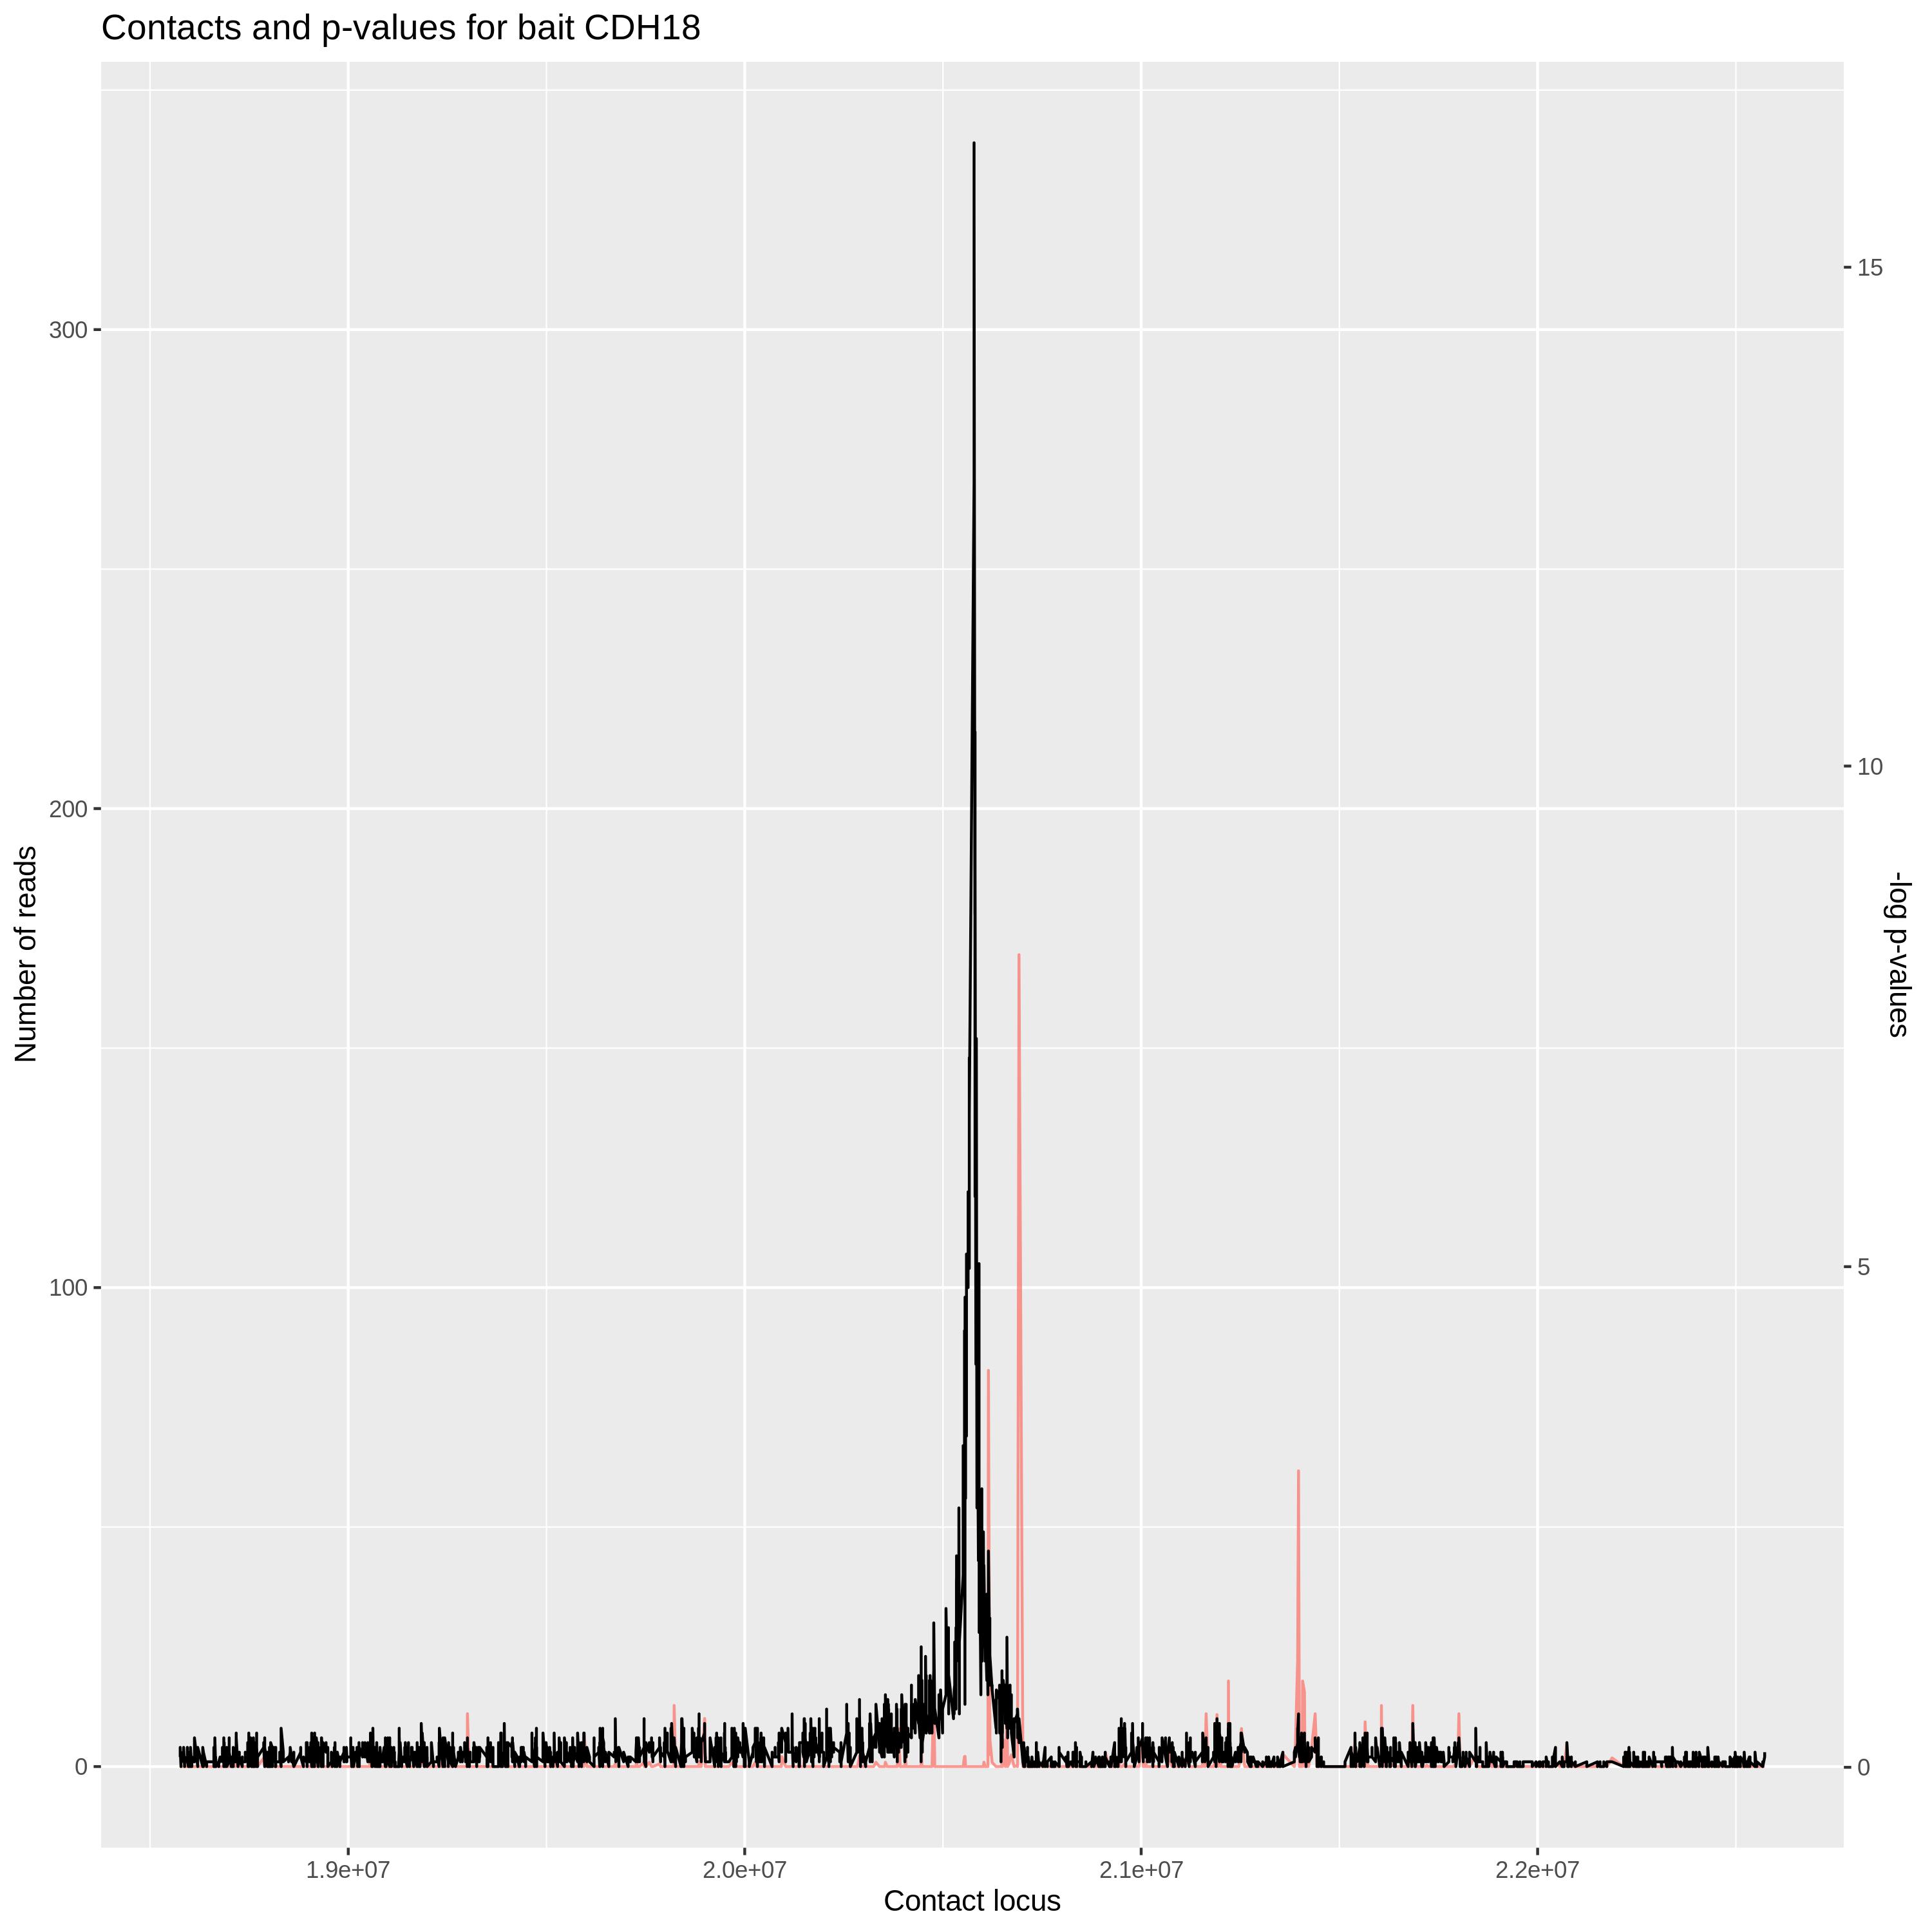 Contacts and p-values for bait CDH18
300
200
100
0
Number of reads
15
10
5
0
-log p-values
1.9e+07
2.0e+07
2.1e+07
2.2e+07
Contact locus